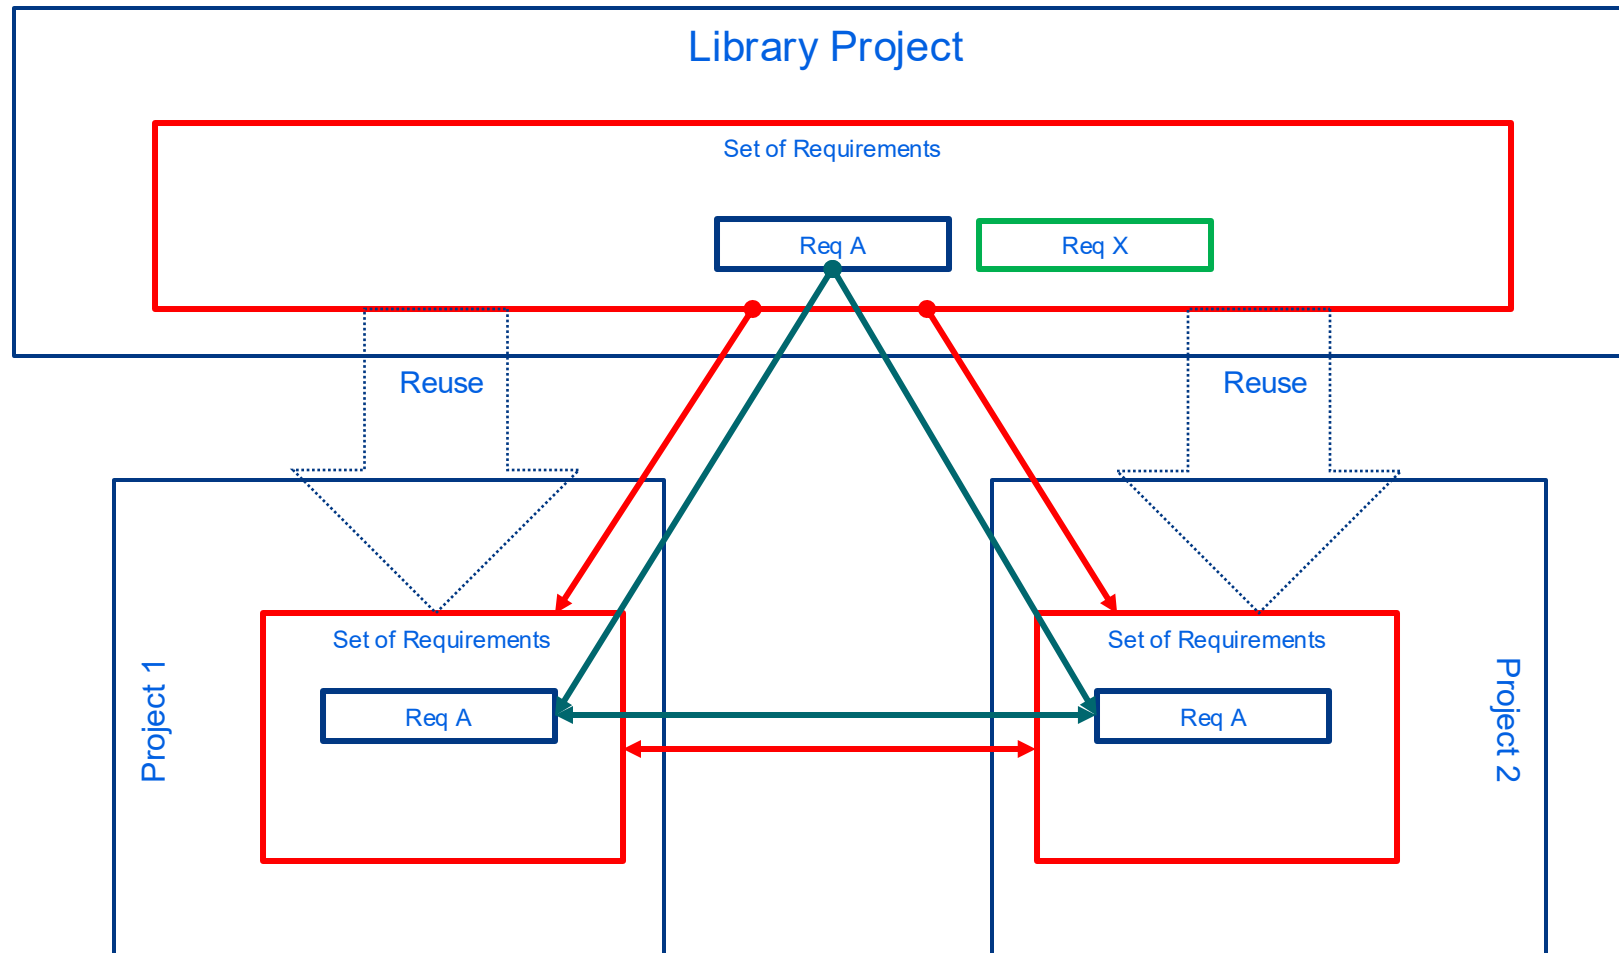 Library Project
Set of Requirements
Req A
Req X
Reuse
Reuse
Project 1
Set of Requirements
Req A
Set of Requirements
Req A
Project 2